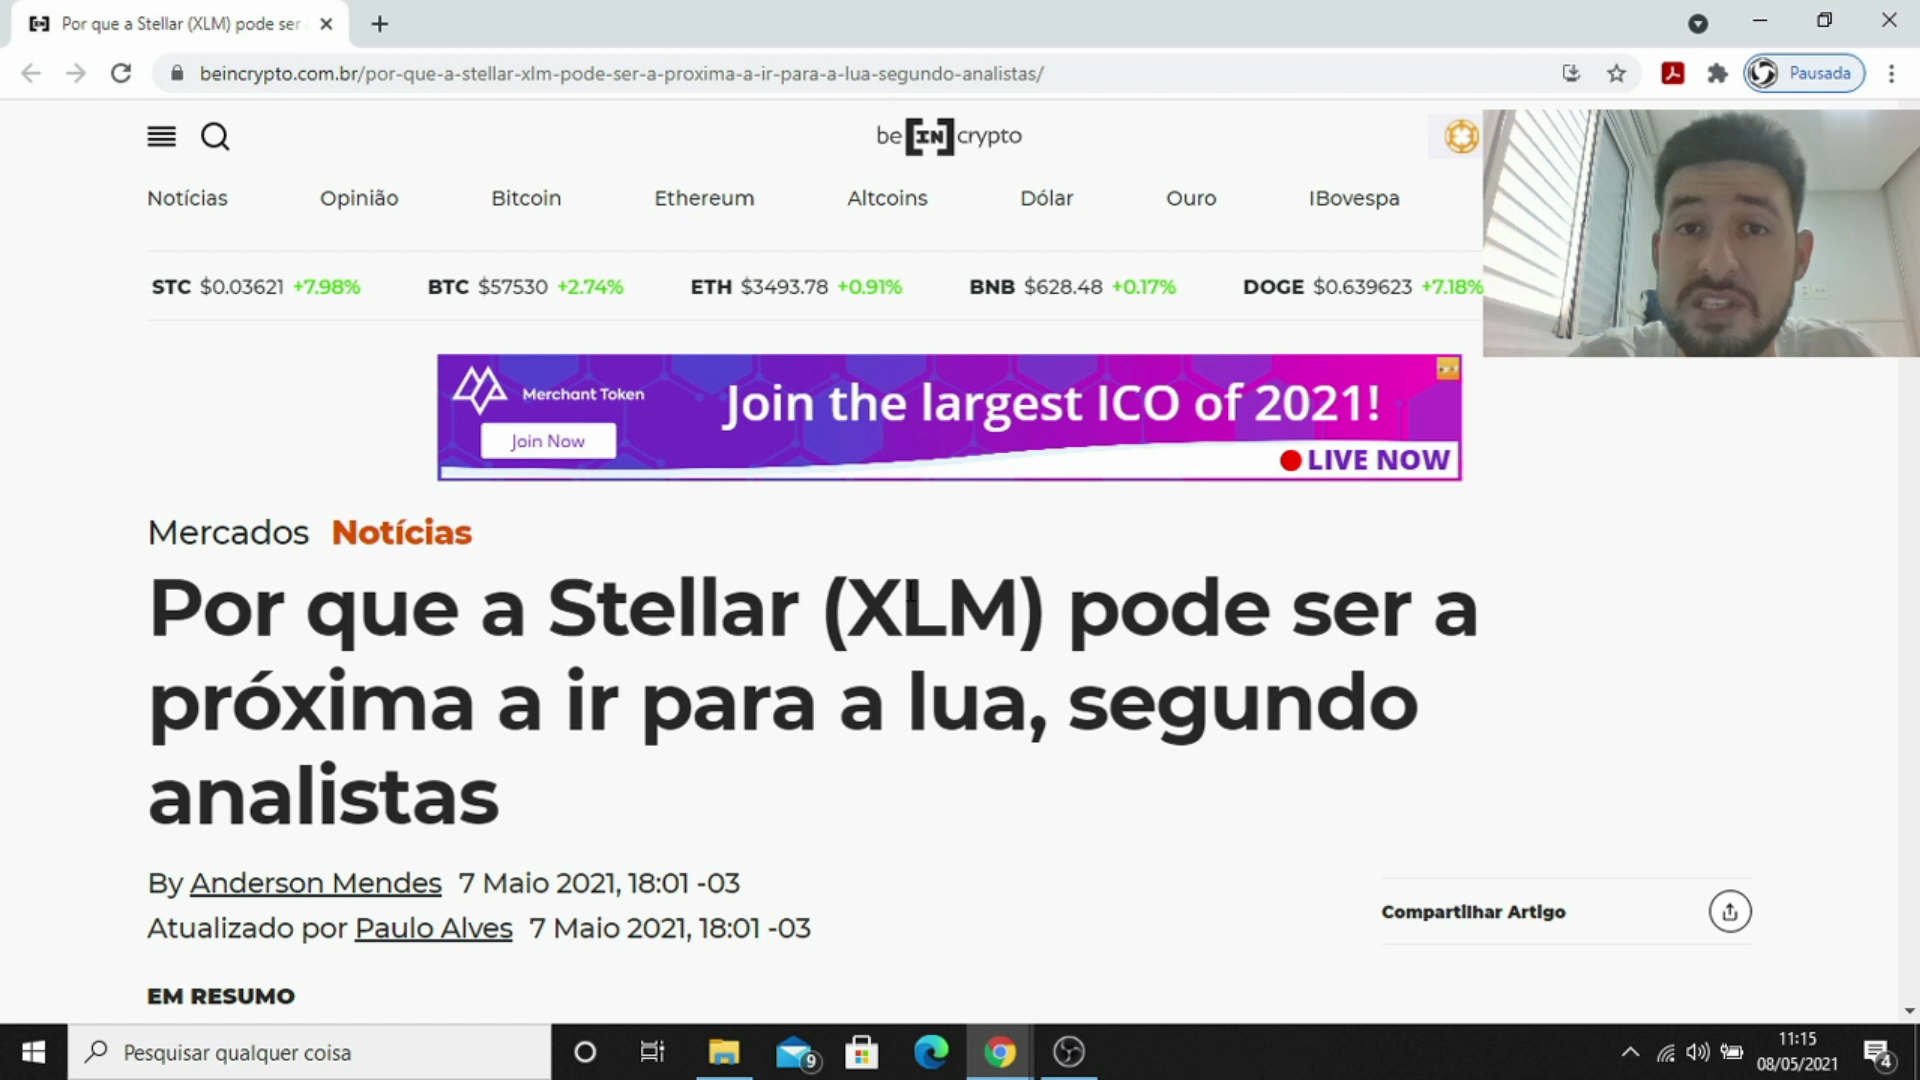 Por que a Stellar (XLM) pode ser
beincrypto.com.br/por-que-a-stellar-xlm-pode-ser-a-proxima-a-ir-para-a-lua-segundo-analistas/
Pausada
be[IN]crypto
Notícias Opinião Bitcoin Ethereum Altcoins Dólar Ouro IBovespa
STC $0.03621 +7.98% BTC $57530 +2.74% ETH $3493.78 +0.91% BNB $628.48 +0.17% DOGE $0.639623 +7.18%
Merchant Token
Join the largest ICO of 2021!
Join Now
LIVE NOW
Mercados Notícias
Por que a Stellar (XLM) pode ser a
próxima a ir para a lua, segundo
analistas
By Anderson Mendes 7 Maio 2021, 18:01 -03
Atualizado por Paulo Alves 7 Maio 2021, 18:01 -03
Compartilhar Artigo
EM RESUMO
Pesquisar qualquer coisa
9
11:15
08/05/2021
4